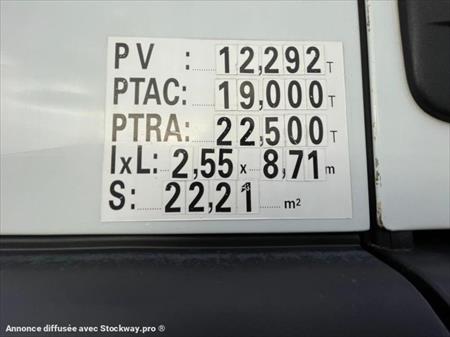 PV : 12,292 T
PTAC: 19,000 T
PTRA: 22,500 T
lxL: 2,55 x 8,71 m
S: 22,21 m²
Annonce diffusée avec Stockway.pro ®